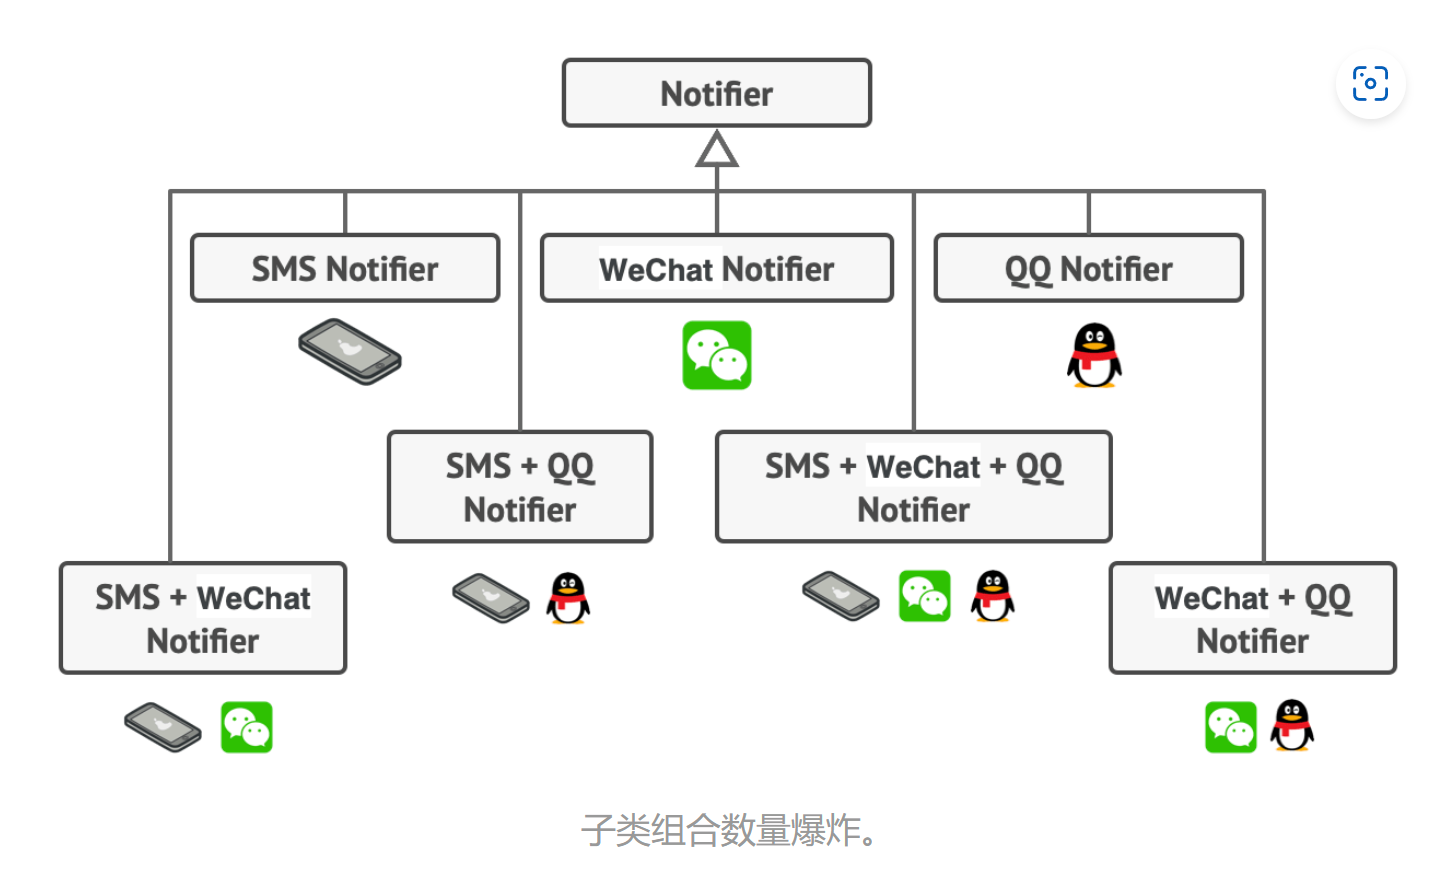 Notifier
SMS Notifier
WeChat Notifier
QQ Notifier
SMS + QQ
Notifier
SMS + WeChat + QQ
Notifier
SMS + WeChat
Notifier
WeChat + QQ
Notifier
子类组合数量爆炸。